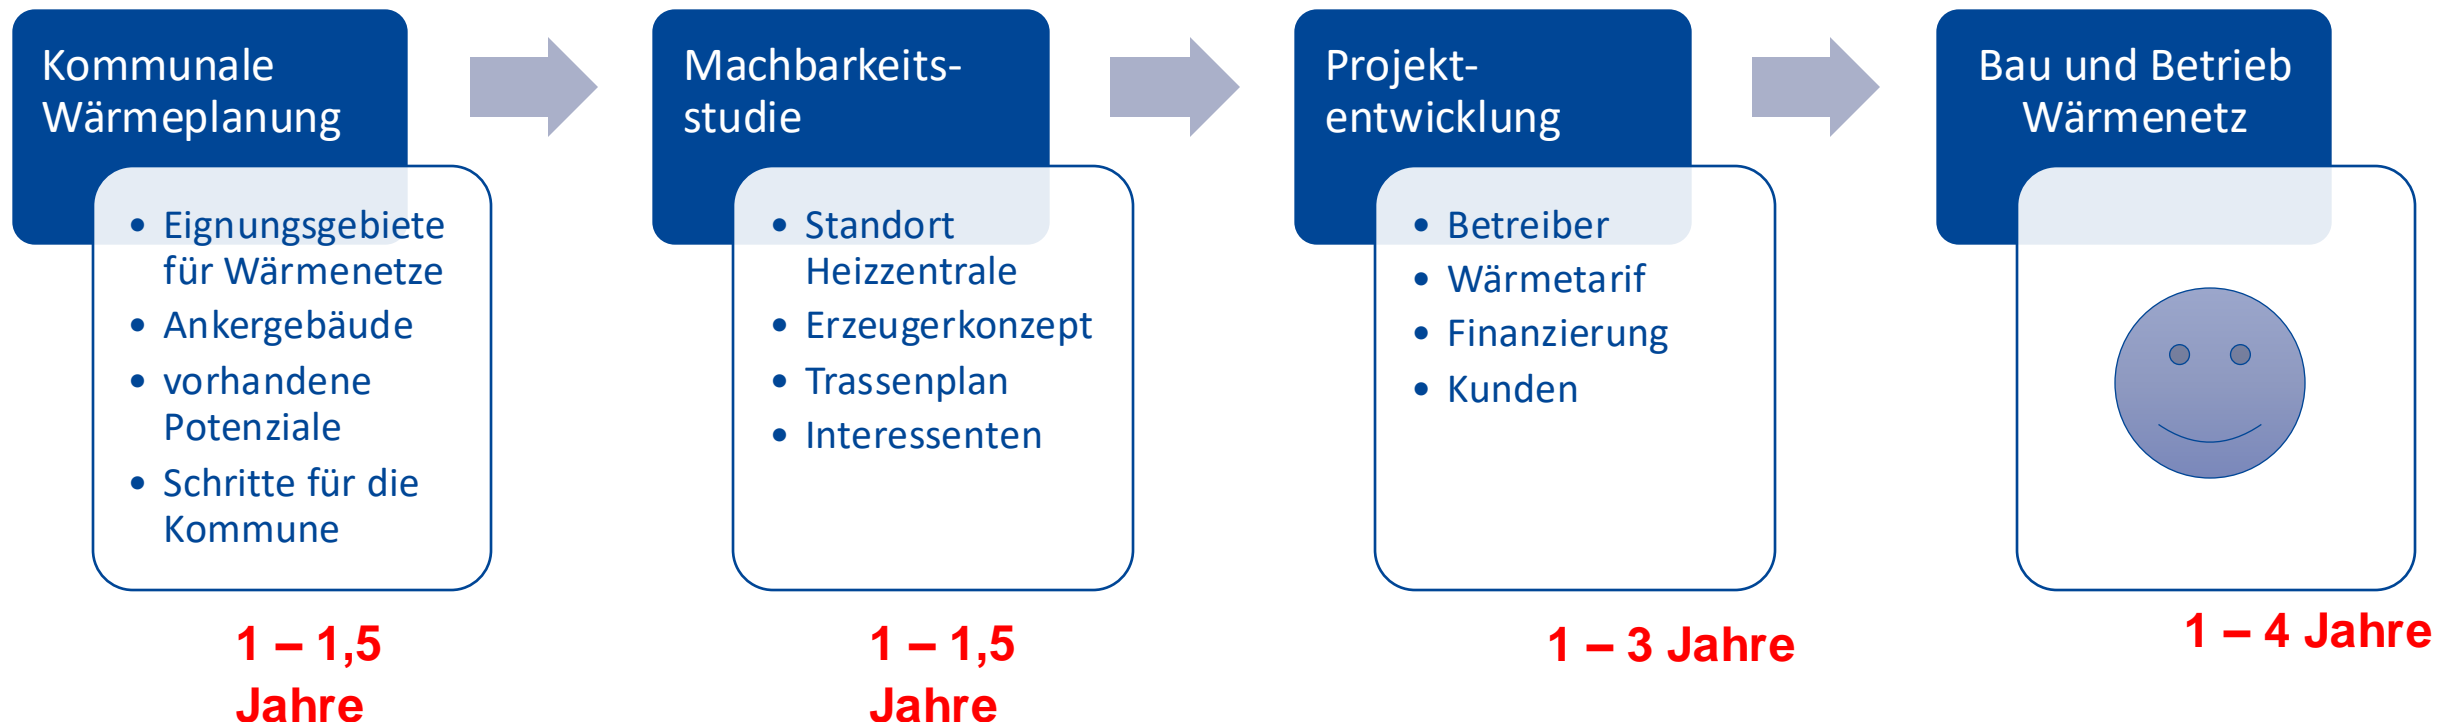 Kommunale
Wärmeplanung
• Eignungsgebiete
für Wärmenetze
• Ankergebäude
• vorhandene
Potenziale
• Schritte für die
Kommune
1 – 1,5
Jahre
Machbarkeits-
studie
• Standort
Heizzentrale
• Erzeugerkonzept
• Trassenplan
• Interessenten
1 – 1,5
Jahre
Projekt-
entwicklung
• Betreiber
• Wärmetarif
• Finanzierung
• Kunden
1 – 3 Jahre
Bau und Betrieb
Wärmenetz
1 – 4 Jahre